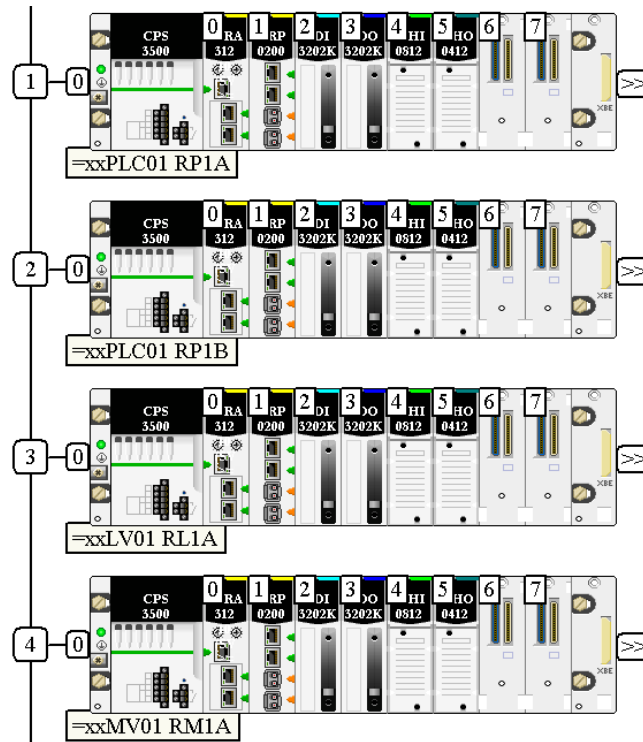 CPS 3500 0 RA 312 1 RP 0200 2 DI 3202K 3 DO 3202K 4 HI 0812 5 HO 0412 6 7
1 0 XBE >>
=xxPLC01 RP1A
CPS 3500 0 RA 312 1 RP 0200 2 DI 3202K 3 DO 3202K 4 HI 0812 5 HO 0412 6 7
2 0 XBE >>
=xxPLC01 RP1B
CPS 3500 0 RA 312 1 RP 0200 2 DI 3202K 3 DO 3202K 4 HI 0812 5 HO 0412 6 7
3 0 XBE >>
=xxLV01 RL1A
CPS 3500 0 RA 312 1 RP 0200 2 DI 3202K 3 DO 3202K 4 HI 0812 5 HO 0412 6 7
4 0 XBE >>
=xxMV01 RM1A